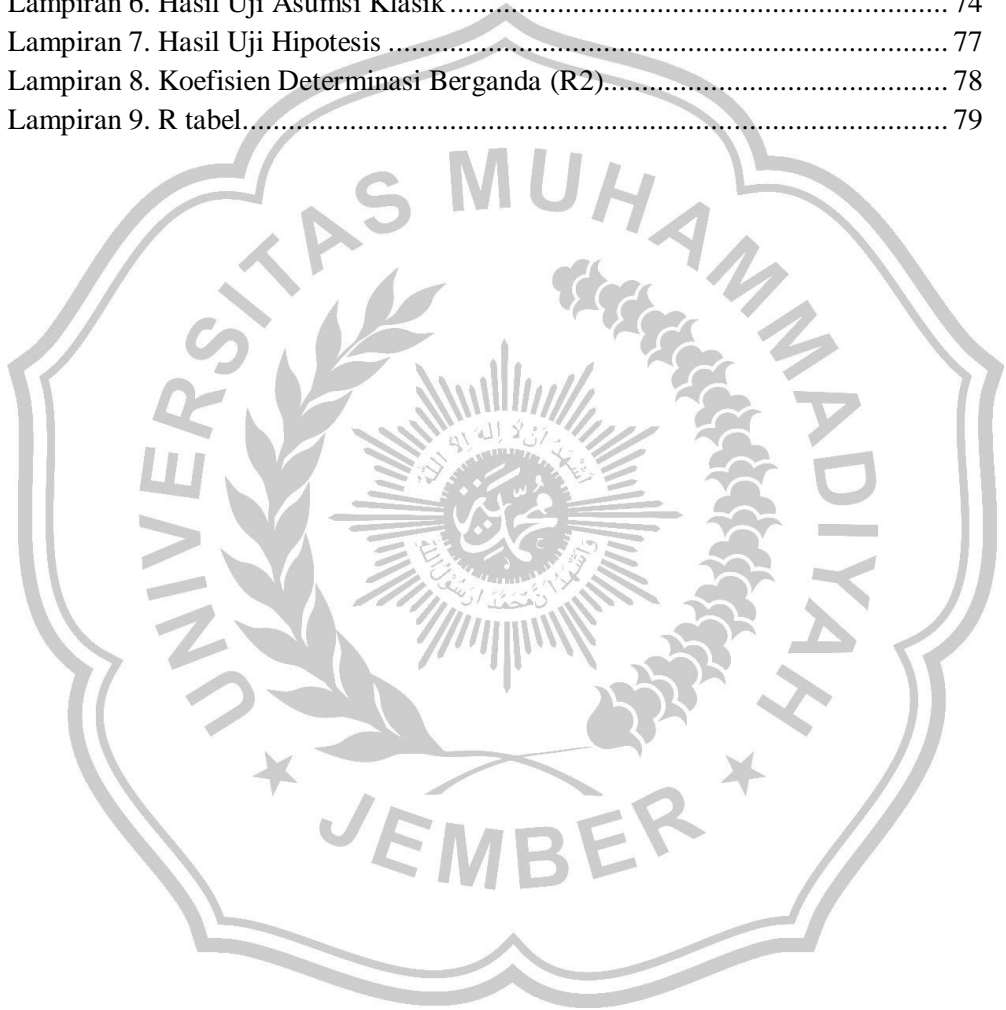 Lampiran 6. Hasil Uji Asumsi Klasik ........................................................................ 74
Lampiran 7. Hasil Uji Hipotesis ................................................................................ 77
Lampiran 8. Koefisien Determinasi Berganda (R2)................................................. 78
Lampiran 9. R tabel.................................................................................................... 79
UNIVERSITAS MUHAMMADIYAH
JEMBER